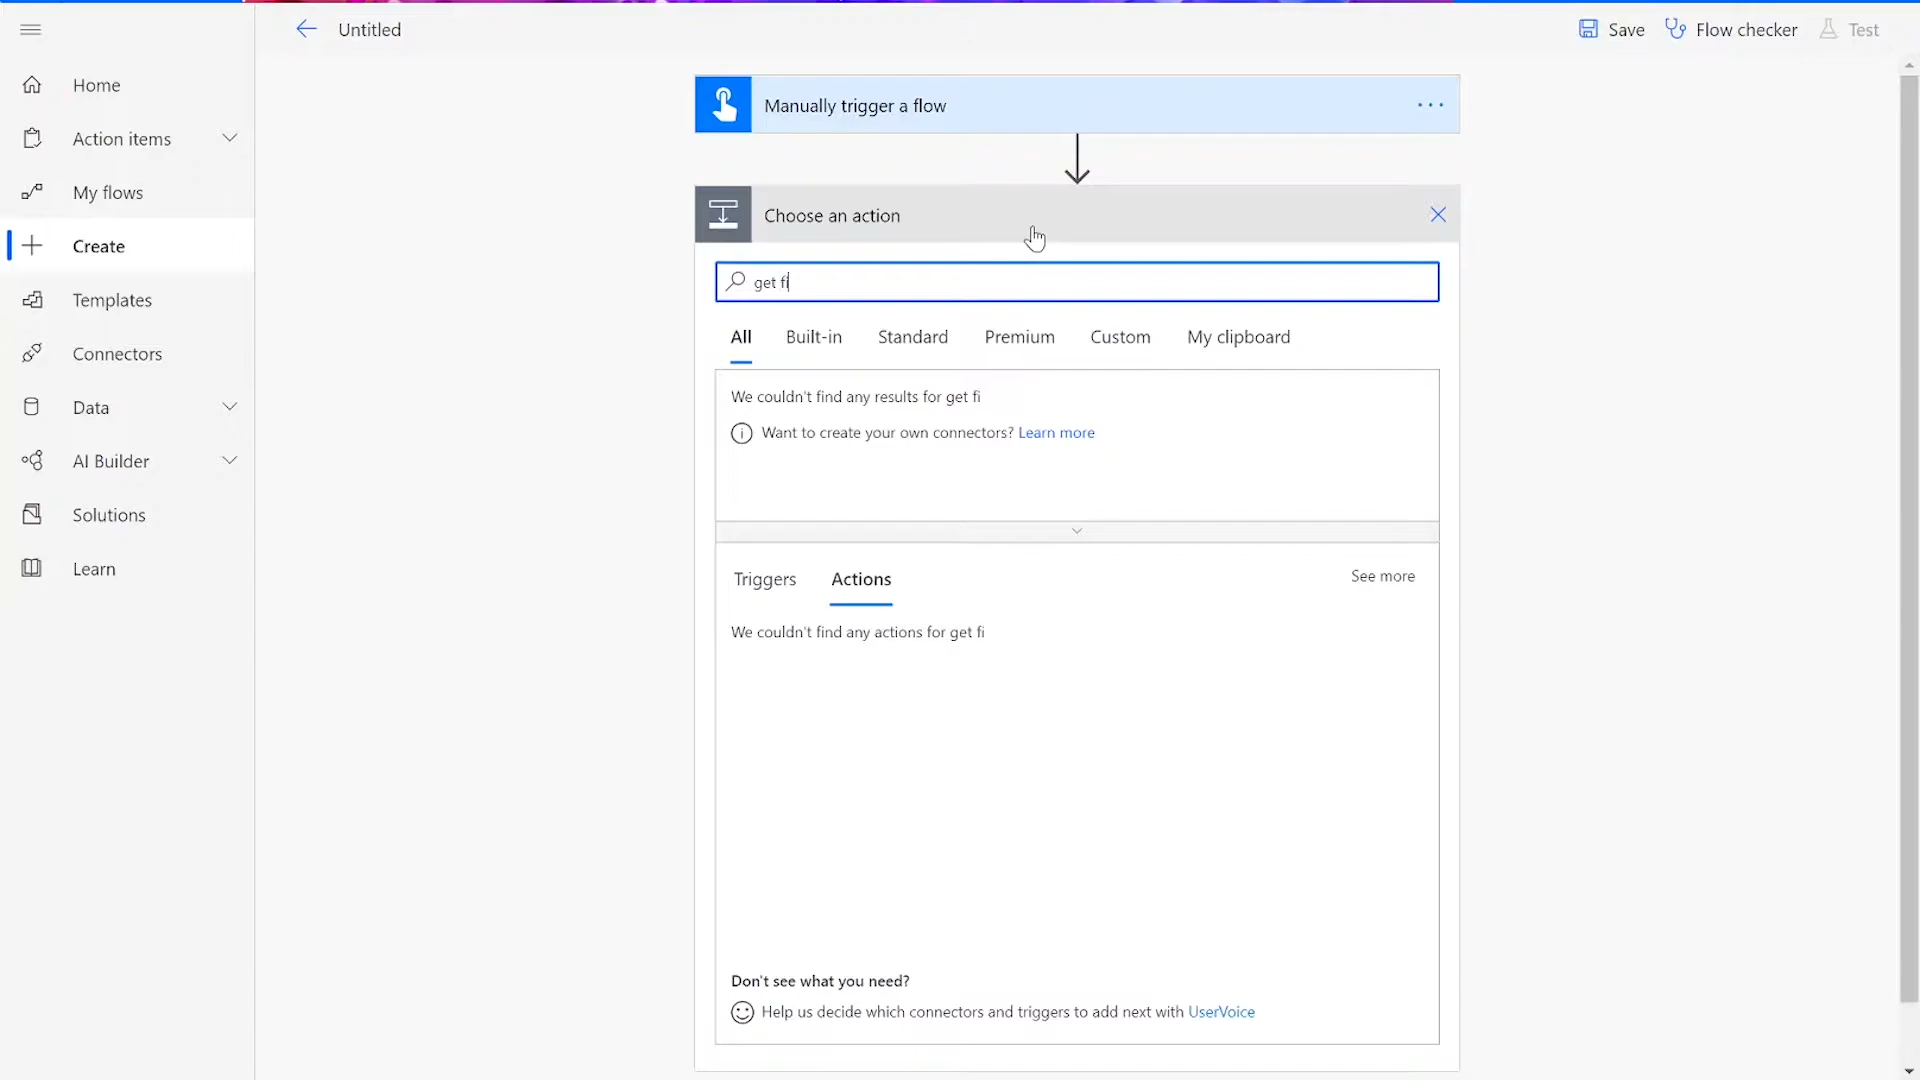 Untitled
Save
Flow checker
Test
Home
Action items
My flows
Create
Templates
Connectors
Data
AI Builder
Solutions
Learn
Manually trigger a flow
Choose an action
get fi
All Built-in Standard Premium Custom My clipboard
We couldn't find any results for get fi
Want to create your own connectors? Learn more
Triggers Actions See more
We couldn't find any actions for get fi
Don't see what you need?
Help us decide which connectors and triggers to add next with UserVoice